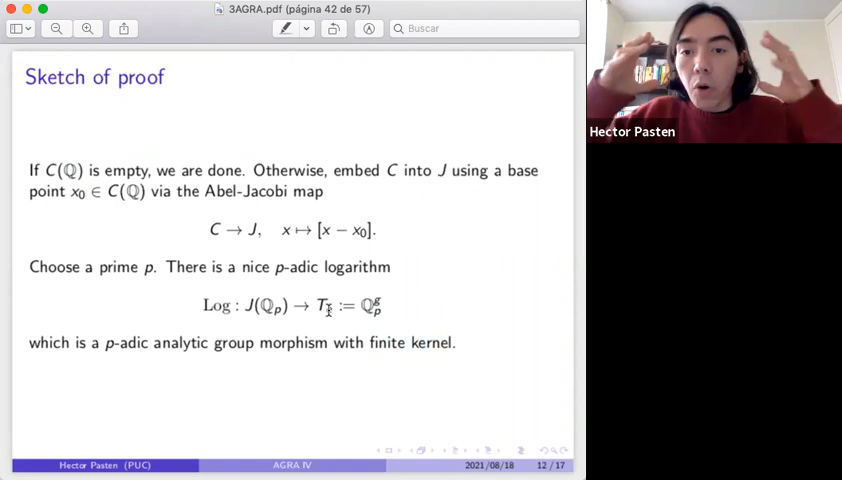 3AGRA.pdf (página 42 de 57)
Buscar
Sketch of proof
If C(ℚ) is empty, we are done. Otherwise, embed C into J using a base
point x₀ ∈ C(ℚ) via the Abel-Jacobi map
C → J, x ↦ [x − x₀].
Choose a prime p. There is a nice p-adic logarithm
Log : J(ℚₚ) → T := ℚₚᵍ
which is a p-adic analytic group morphism with finite kernel.
Hector Pasten (PUC) AGRA IV 2021/08/18 12 / 17
Hector Pasten